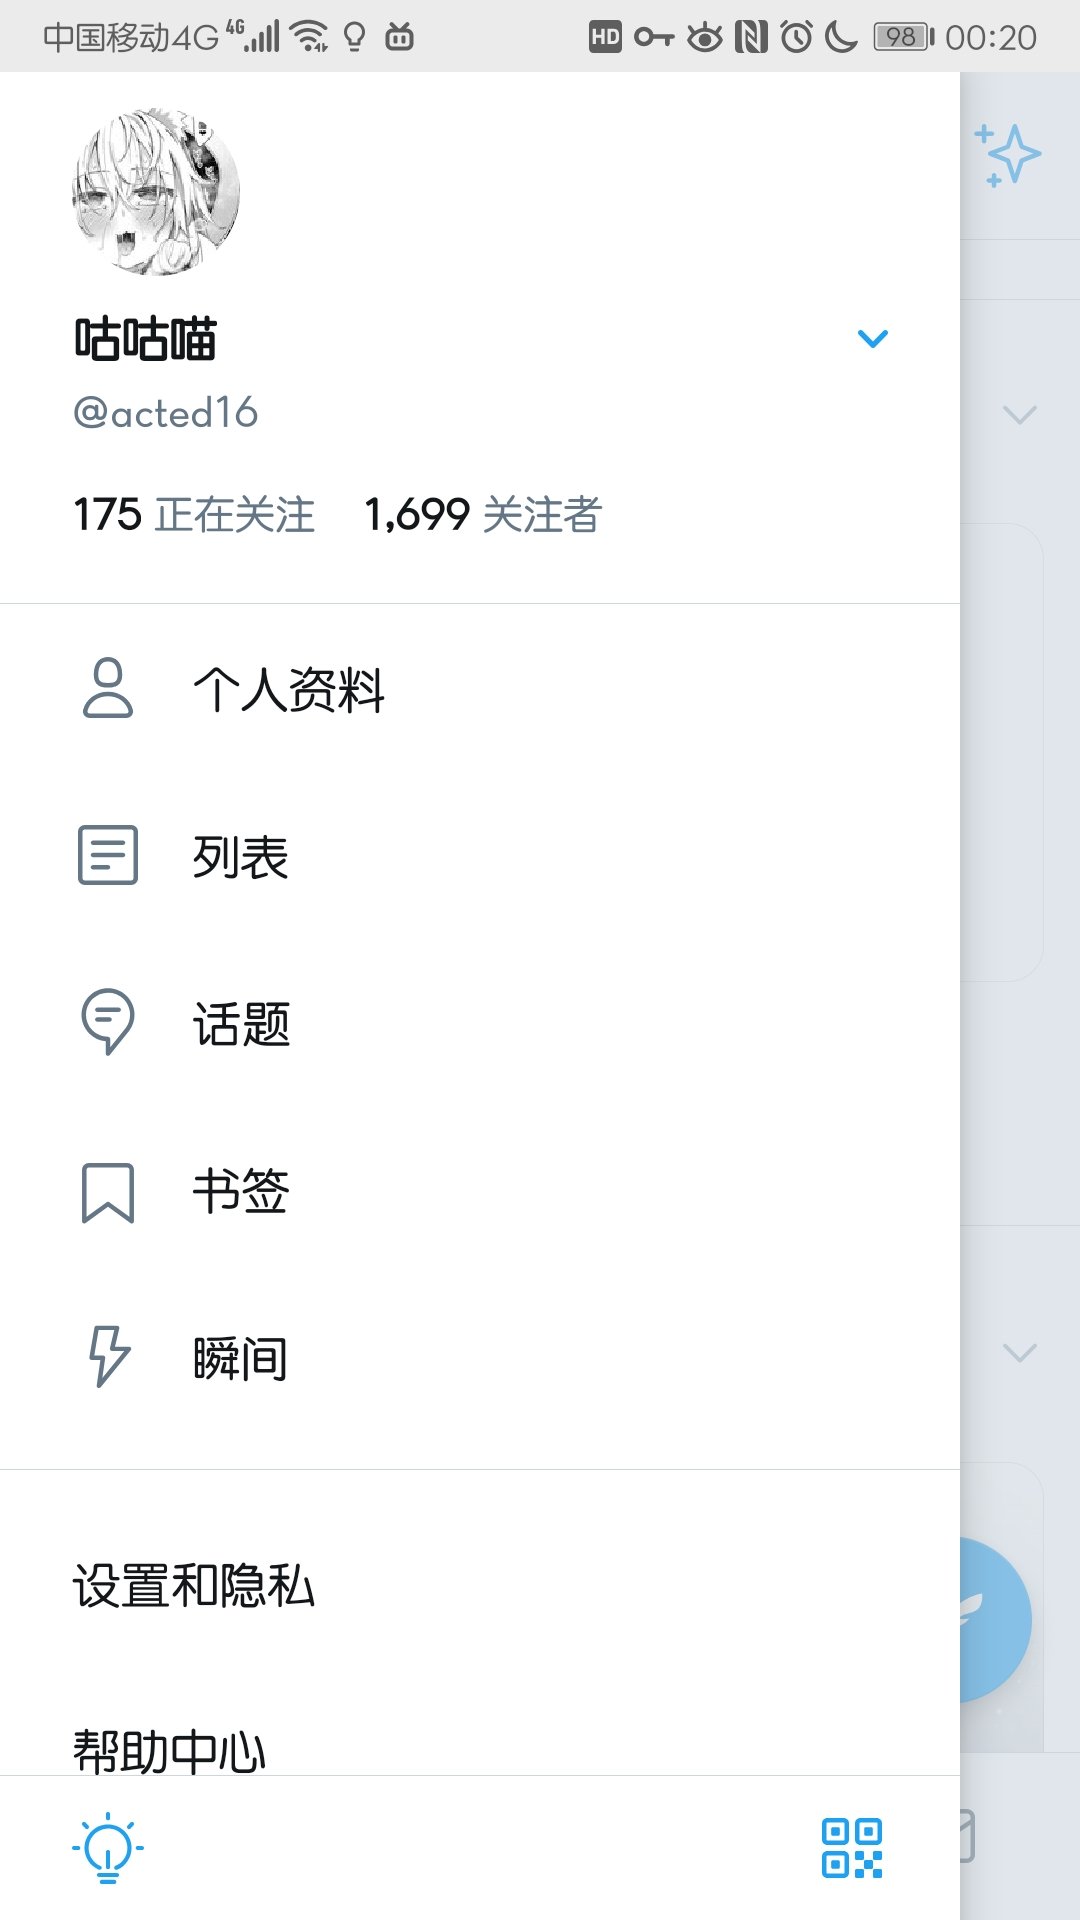 中国移动4G 4G HD 98 00:20
咕咕喵
@acted16
175 正在关注 1,699 关注者
个人资料
列表
话题
书签
瞬间
设置和隐私
帮助中心